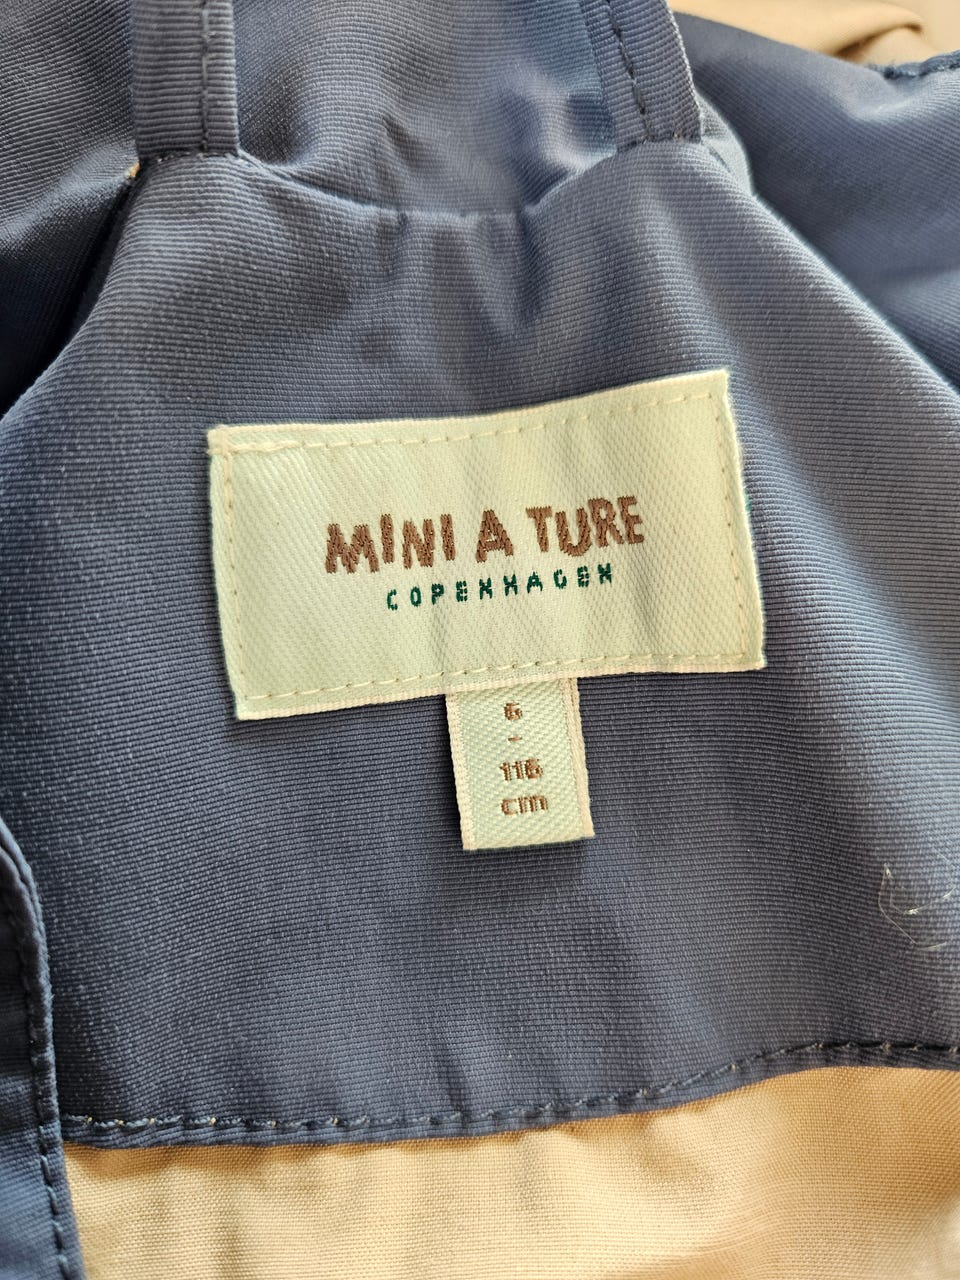 MINI A TURE
COPENHAGEN
6
-
116
cm